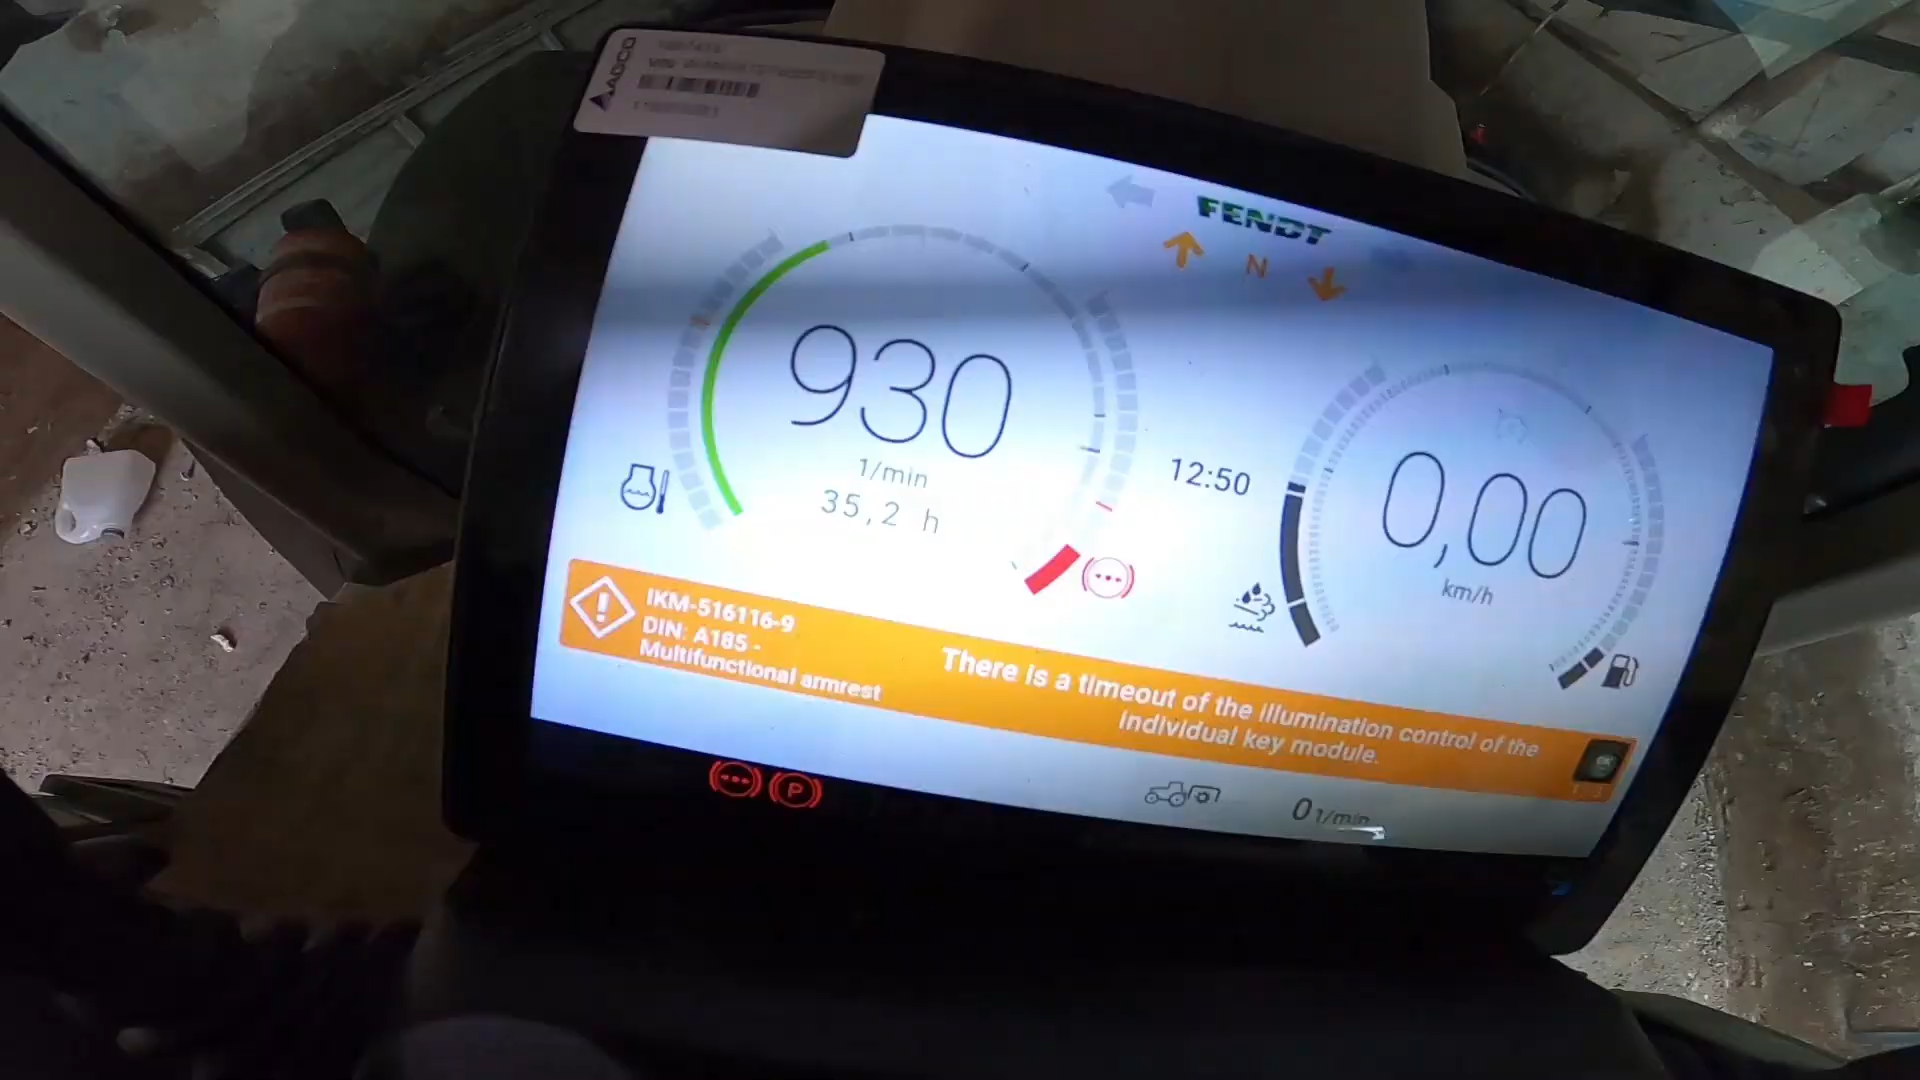 AGCO
FENDT
N
930
1/min
35,2 h
12:50
0,00
km/h
IKM-516116-9
DIN: A185 -
Multifunctional armrest
There is a timeout of the illumination control of the
individual key module.
P
0 1/min